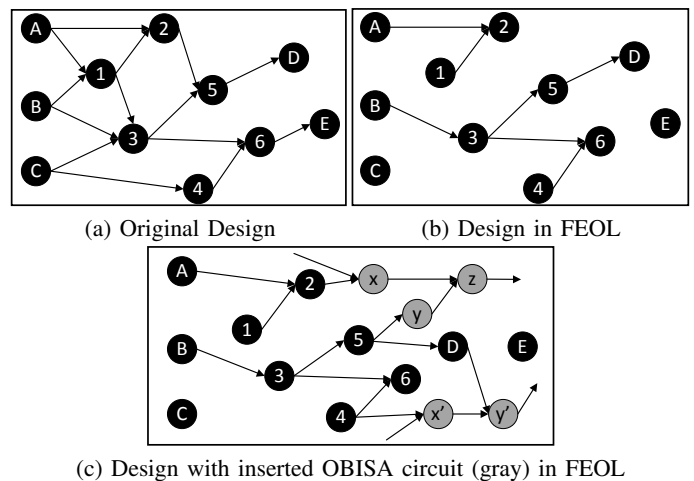 A 2 1 D 5 B 3 E 6 C 4
A 2 1 D 5 B E 3 6 C 4
(a) Original Design
(b) Design in FEOL
A 2 x z 1 y
B 5 D E 3 6
C 4 x' y'
(c) Design with inserted OBISA circuit (gray) in FEOL